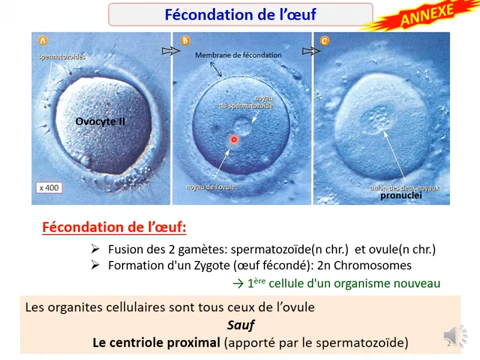 Fécondation de l'œuf
ANNEXE
A
B
C
spermatozoïdes
Membrane de fécondation
noyau
du spermatozoïde
Ovocyte II
x 400
noyau de l'ovule
union des deux noyaux
pronuclei
Fécondation de l'œuf:
➢ Fusion des 2 gamètes: spermatozoïde(n chr.) et ovule(n chr.)
➢ Formation d'un Zygote (œuf fécondé): 2n Chromosomes
→ 1ère cellule d'un organisme nouveau
Les organites cellulaires sont tous ceux de l'ovule
Sauf
Le centriole proximal (apporté par le spermatozoïde)